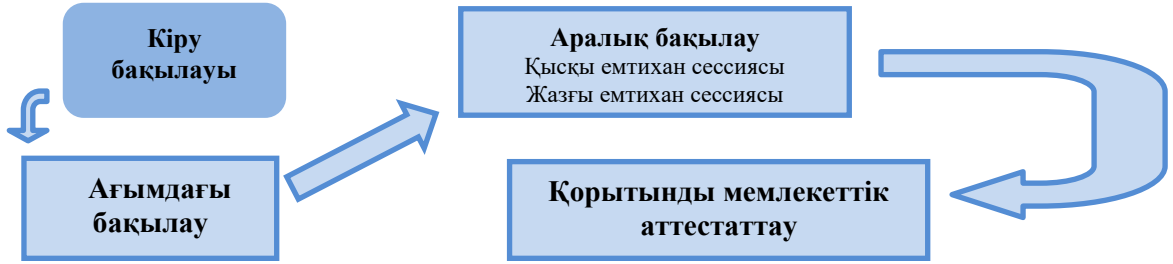 Кіру
бақылауы
Ағымдағы
бақылау
Аралық бақылау
Қысқы емтихан сессиясы
Жазғы емтихан сессиясы
Қорытынды мемлекеттік
аттестаттау